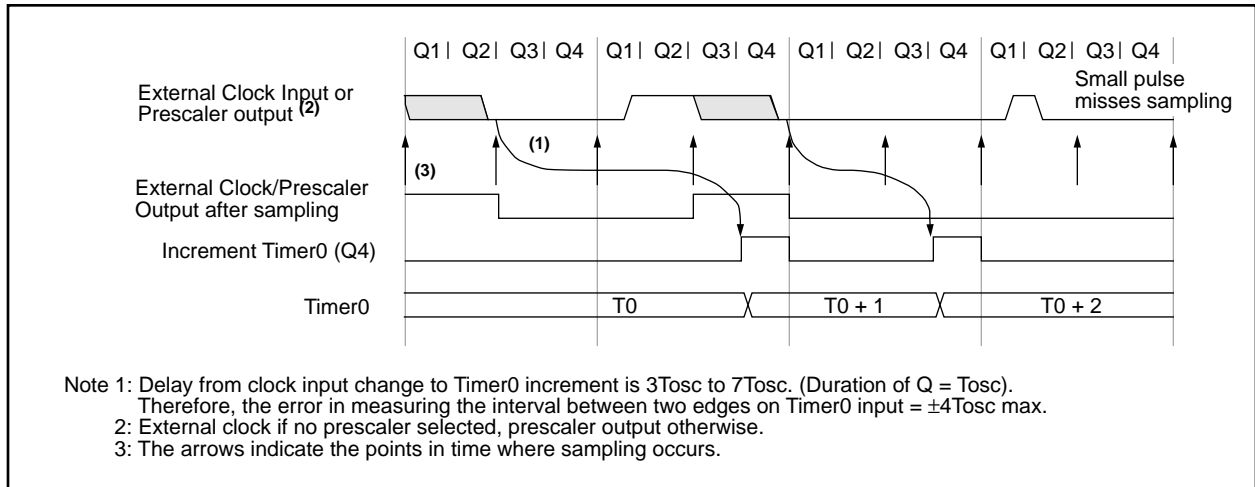 Q1| Q2| Q3| Q4 Q1| Q2| Q3| Q4 Q1| Q2| Q3| Q4 Q1| Q2| Q3| Q4
External Clock Input or
Prescaler output (2)
Small pulse
misses sampling
(1)
(3)
External Clock/Prescaler
Output after sampling
Increment Timer0 (Q4)
Timer0 T0 T0 + 1 T0 + 2
Note 1: Delay from clock input change to Timer0 increment is 3Tosc to 7Tosc. (Duration of Q = Tosc).
Therefore, the error in measuring the interval between two edges on Timer0 input = ±4Tosc max.
2: External clock if no prescaler selected, prescaler output otherwise.
3: The arrows indicate the points in time where sampling occurs.